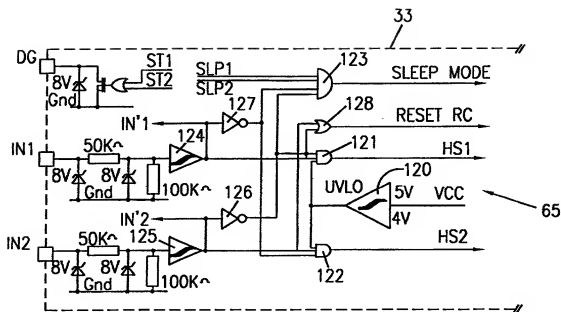 33
DG
ST1
ST2
8V
Gnd
SLP1
SLP2
123
SLEEP MODE
127
128
IN'1
124
RESET RC
IN1
50K
121
HS1
8V
8V
Gnd
100K
126
120
UVLO
5V
4V
VCC
65
IN'2
IN2
50K
125
HS2
8V
8V
Gnd
100K
122